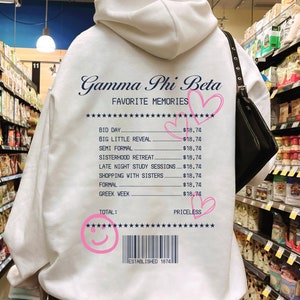 Gamma Phi Beta
FAVORITE MEMORIES
★★★★★★★★★★★★★★★★★★★★★★★★★★★★
BID DAY $18.74
BIG LITTLE REVEAL $18.74
SEMI FORMAL $18.74
SISTERHOOD RETREAT $18.74
LATE NIGHT STUDY SESSIONS $18.74
SHOPPING WITH SISTERS $18.74
FORMAL $18.74
GREEK WEEK $18.74
TOTAL: PRICELESS
★★★★★★★★★★★★★★★★★★★★★★★★★★★★
ESTABLISHED 1874